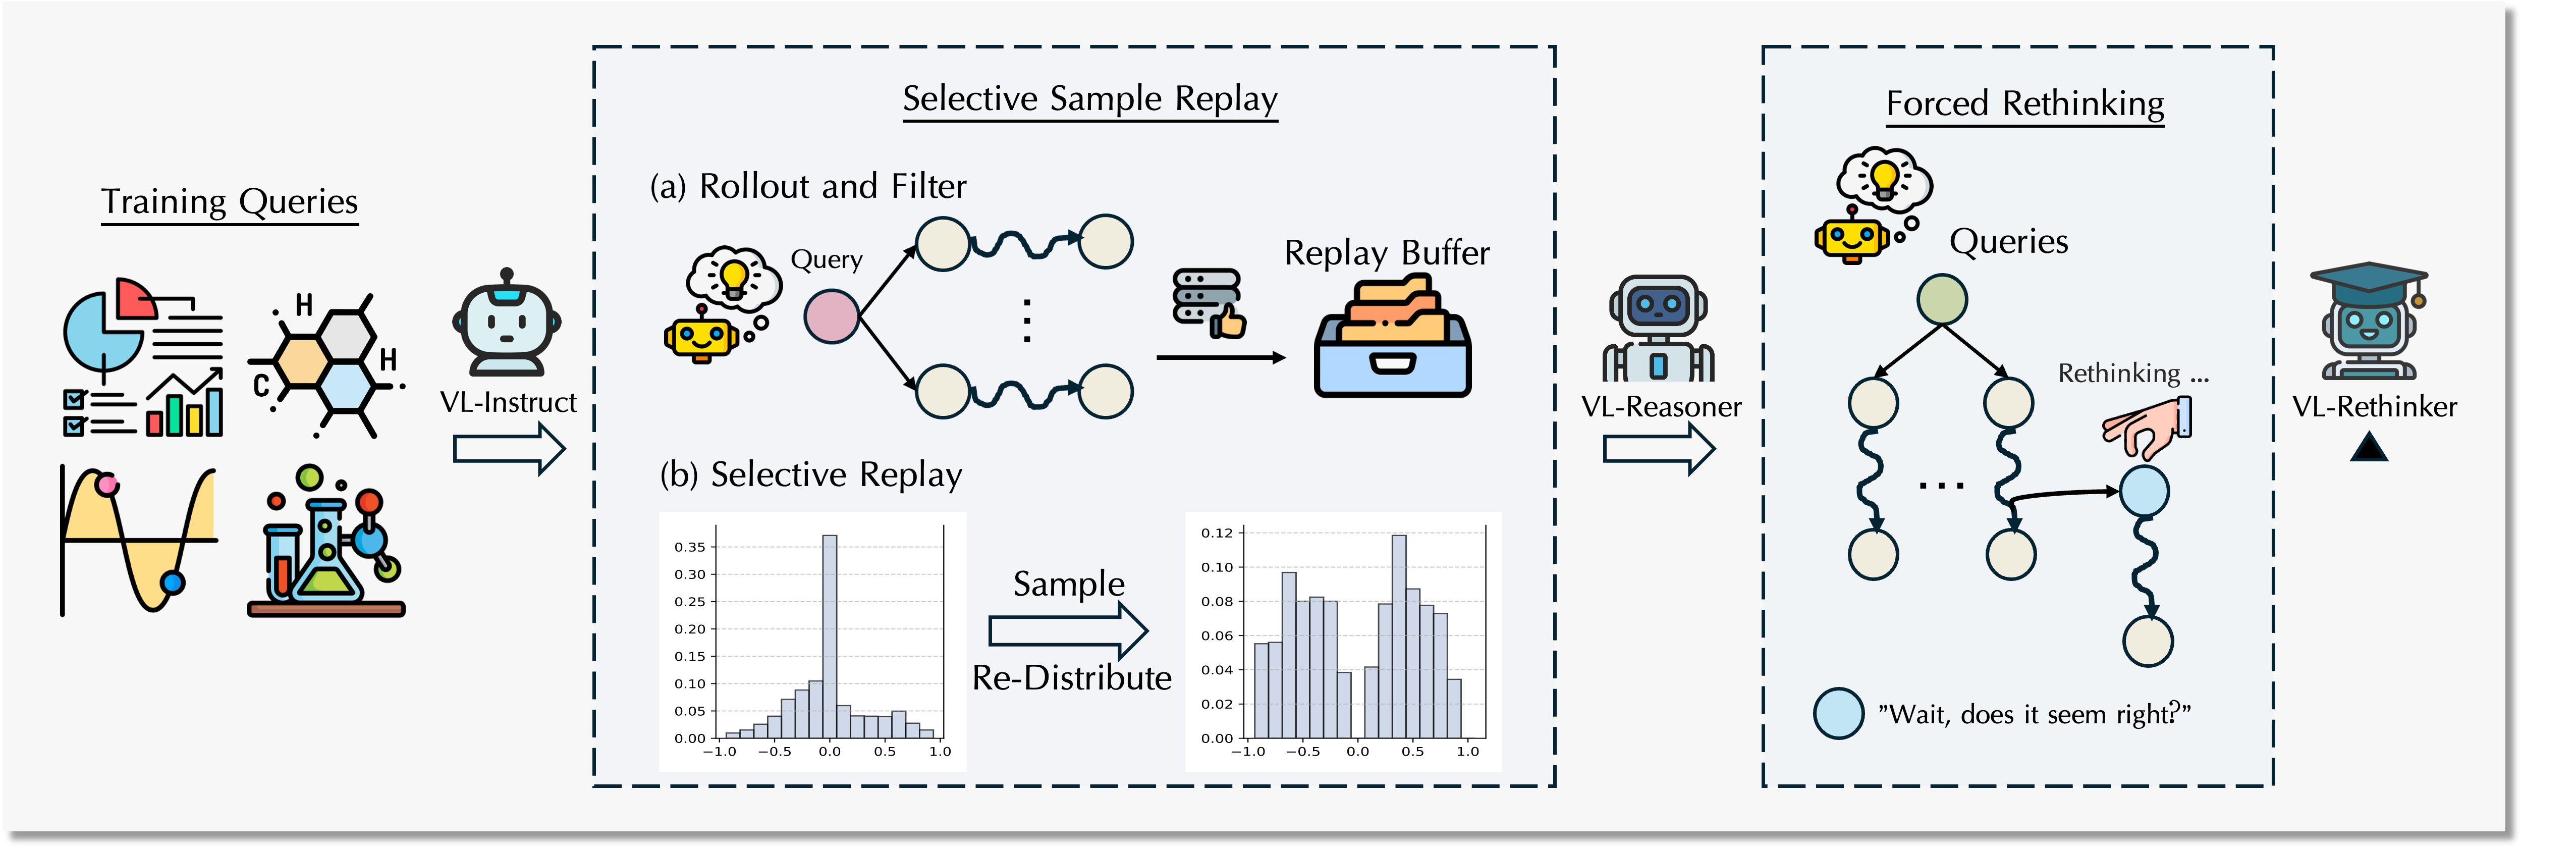 Training Queries
H
H
C
VL-Instruct
Selective Sample Replay
(a) Rollout and Filter
Query
Replay Buffer
(b) Selective Replay
0.35
0.30
0.25
0.20
0.15
0.10
0.05
0.00
−1.0 −0.5 0.0 0.5 1.0
Sample
Re-Distribute
0.12
0.10
0.08
0.06
0.04
0.02
0.00
−1.0 −0.5 0.0 0.5 1.0
VL-Reasoner
Forced Rethinking
Queries
Rethinking ...
...
”Wait, does it seem right?”
VL-Rethinker